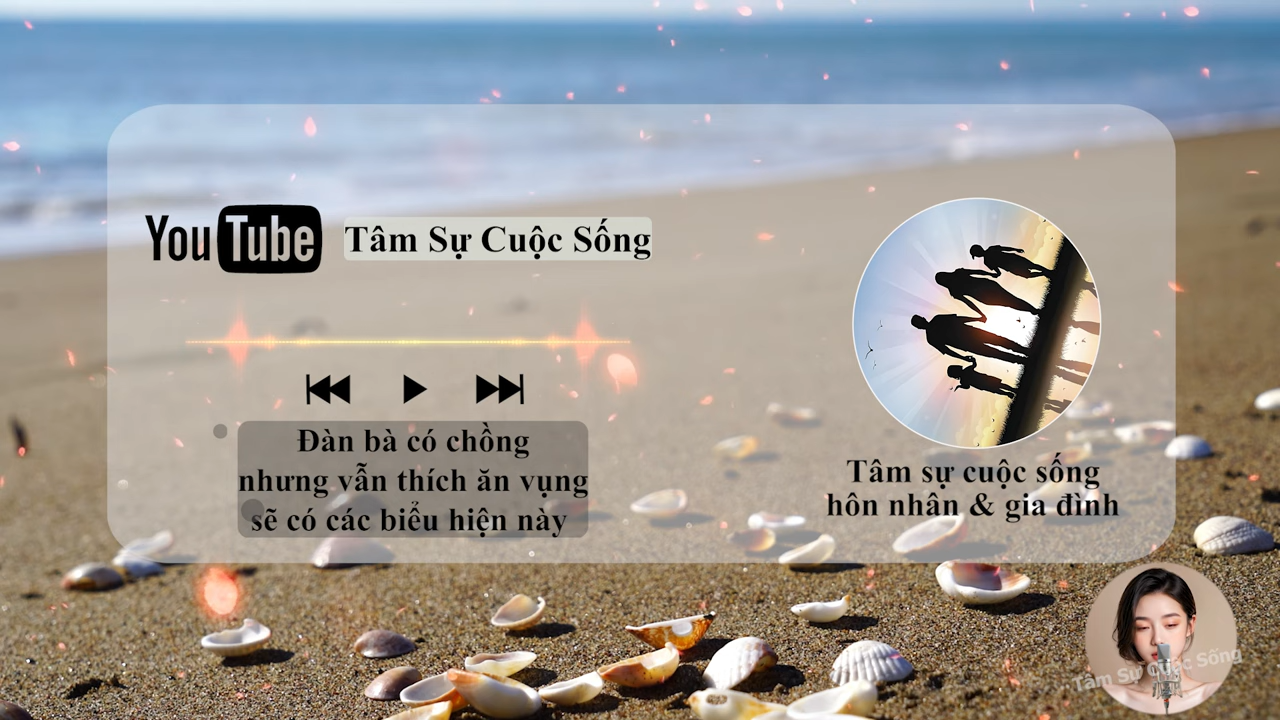 YouTube Tâm Sự Cuộc Sống
Đàn bà có chồng
nhưng vẫn thích ăn vụng
sẽ có các biểu hiện này
Tâm sự cuộc sống
hôn nhân & gia đình
Tâm Sự Cuộc Sống